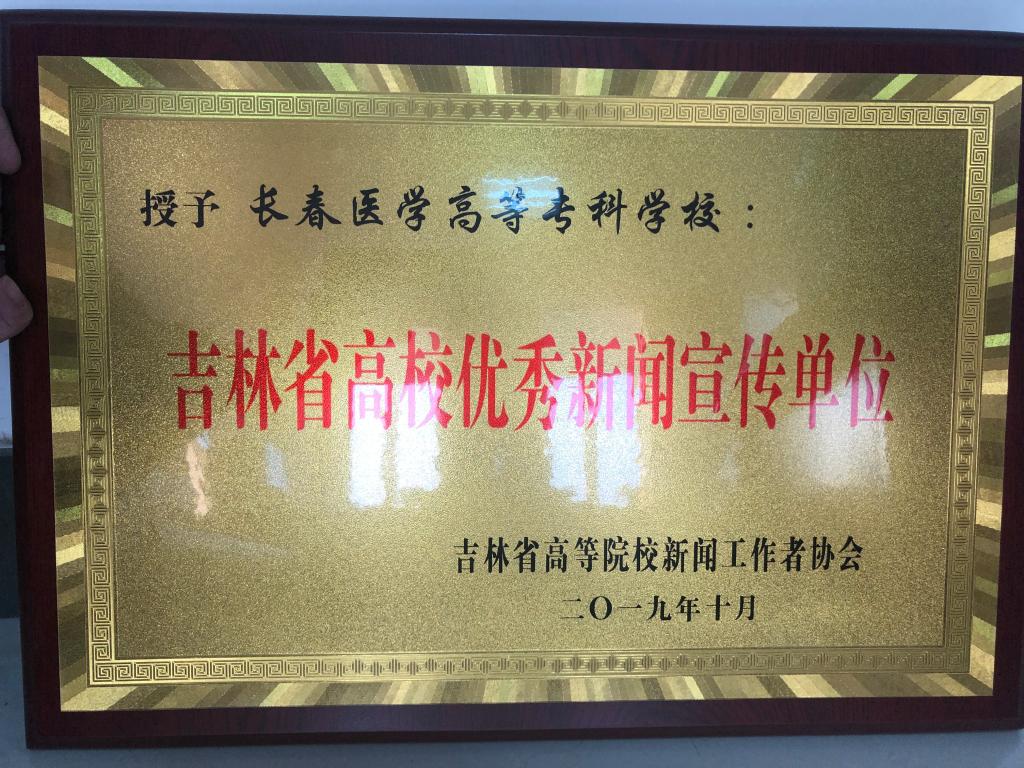 授予 长春医学高等专科学校：
吉林省高校优秀新闻宣传单位
吉林省高等院校新闻工作者协会
二〇一九年十月